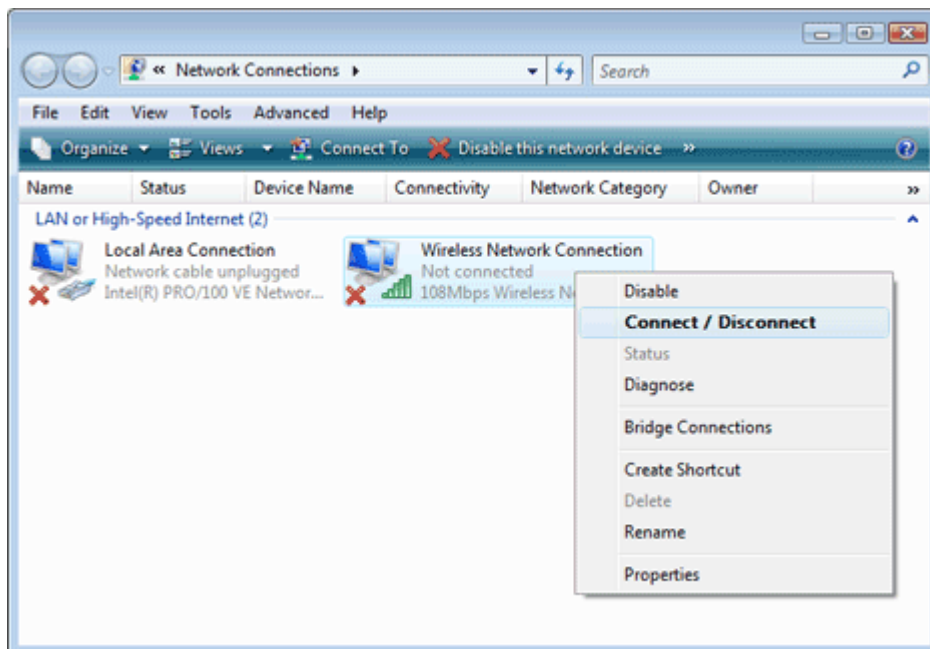 « Network Connections
Search
File Edit View Tools Advanced Help
Organize Views Connect To Disable this network device »
Name Status Device Name Connectivity Network Category Owner »
LAN or High-Speed Internet (2)
Local Area Connection
Network cable unplugged
Intel(R) PRO/100 VE Networ...
Wireless Network Connection
Not connected
108Mbps Wireless
Disable
Connect / Disconnect
Status
Diagnose
Bridge Connections
Create Shortcut
Delete
Rename
Properties